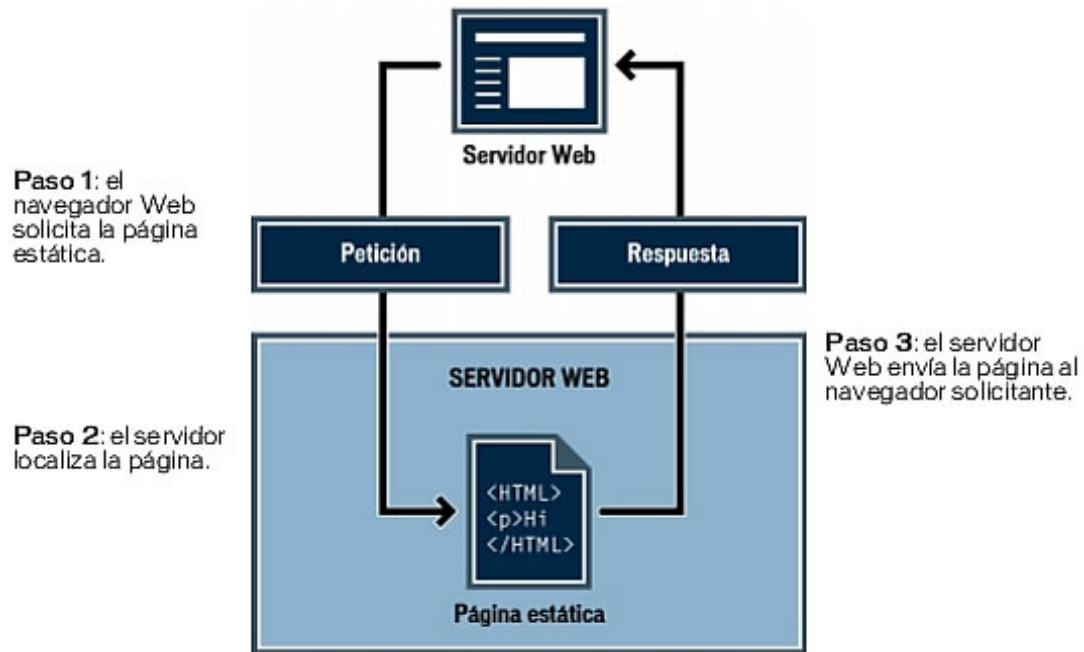 Servidor Web
Paso 1: el
navegador Web
solicita la página
estática.
Petición
Respuesta
Paso 3: el servidor
Web envía la página al
navegador solicitante.
SERVIDOR WEB
Paso 2: el servidor
localiza la página.
<HTML>
<p>Hi
</HTML>
Página estática